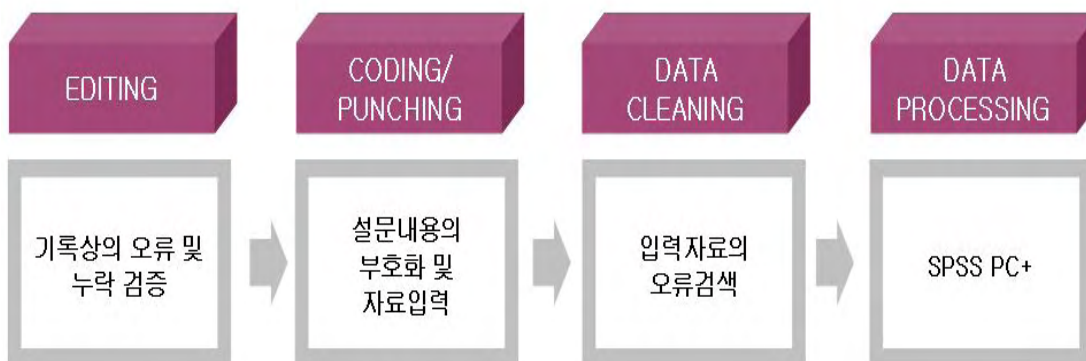 EDITING
CODING/
PUNCHING
DATA
CLEANING
DATA
PROCESSING
기록상의 오류 및
누락 검증
설문내용의
부호화 및
자료입력
입력자료의
오류검색
SPSS PC+